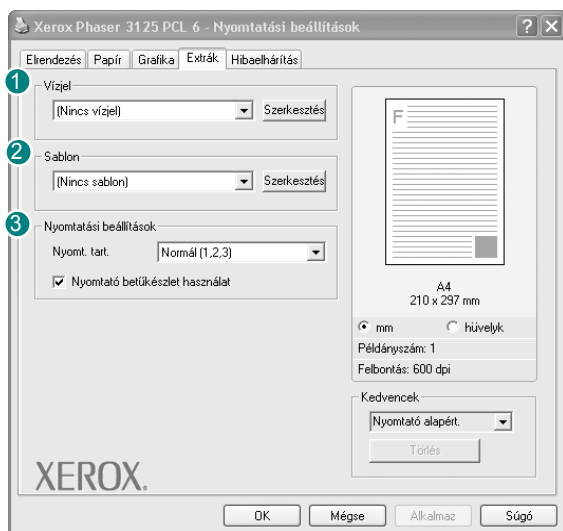 Xerox Phaser 3125 PCL 6 - Nyomtatási beállítások
Elrendezés Papír Grafika Extrák Hibaelhárítás
1
Vízjel
(Nincs vízjel) Szerkesztés
2
Sablon
(Nincs sablon) Szerkesztés
3
Nyomtatási beállítások
Nyomt. tart. Normál (1,2,3)
Nyomtató betűkészlet használat
F
A4
210 x 297 mm
mm hüvelyk
Példányszám: 1
Felbontás: 600 dpi
Kedvencek
Nyomtató alapért.
Törlés
XEROX.
OK Mégse Alkalmaz Súgó